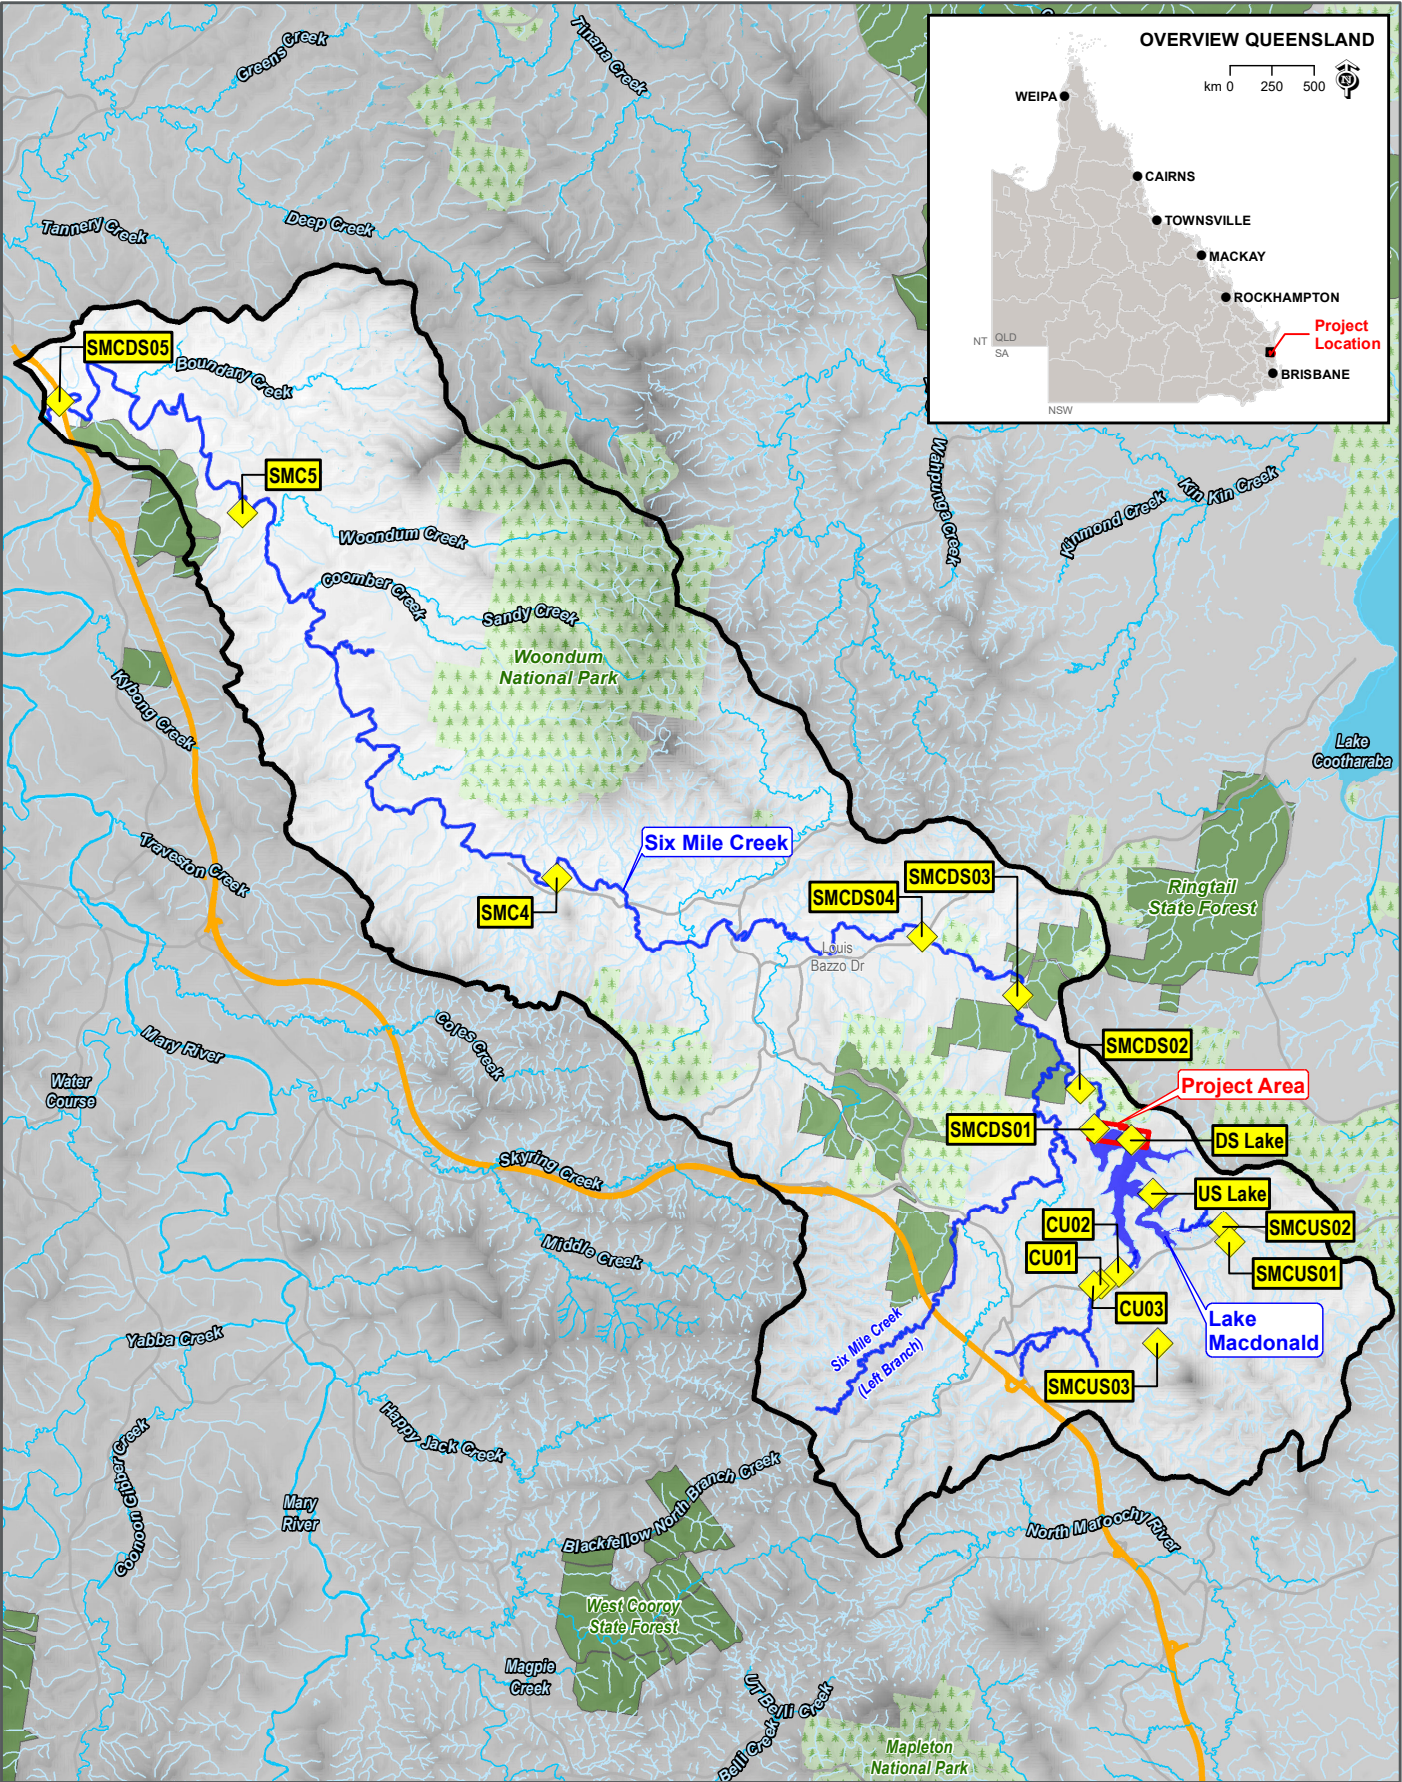 OVERVIEW QUEENSLAND
km 0 250 500
N
WEIPA
CAIRNS
TOWNSVILLE
MACKAY
ROCKHAMPTON
Project
Location
BRISBANE
NT
QLD
SA
NSW
Greens Creek
Tinana Creek
Tannery Creek
Deep Creek
SMCDS05
Boundary Creek
SMC5
Woondum Creek
Coomber Creek
Sandy Creek
Woondum
National Park
Wahpunga Creek
Kinmond Creek
Kin Kin Creek
Kybong Creek
Lake
Cootharaba
Traveston Creek
Six Mile Creek
SMC4
SMCDS04
SMCDS03
Louis
Bazzo Dr
Ringtail
State Forest
Mary River
Coles Creek
Water
Course
SMCDS02
Project Area
SMCDS01
DS Lake
Skyring Creek
US Lake
CU02
SMCUS02
CU01
SMCUS01
CU03
Middle Creek
Lake
Macdonald
Six Mile Creek
(Left Branch)
SMCUS03
Yabba Creek
Happy Jack Creek
Coonoon Gibber Creek
Mary
River
Blackfellow North Branch Creek
North Maroochy River
West Cooroy
State Forest
Magpie
Creek
UT Belli Creek
Belli Creek
Mapleton
National Park